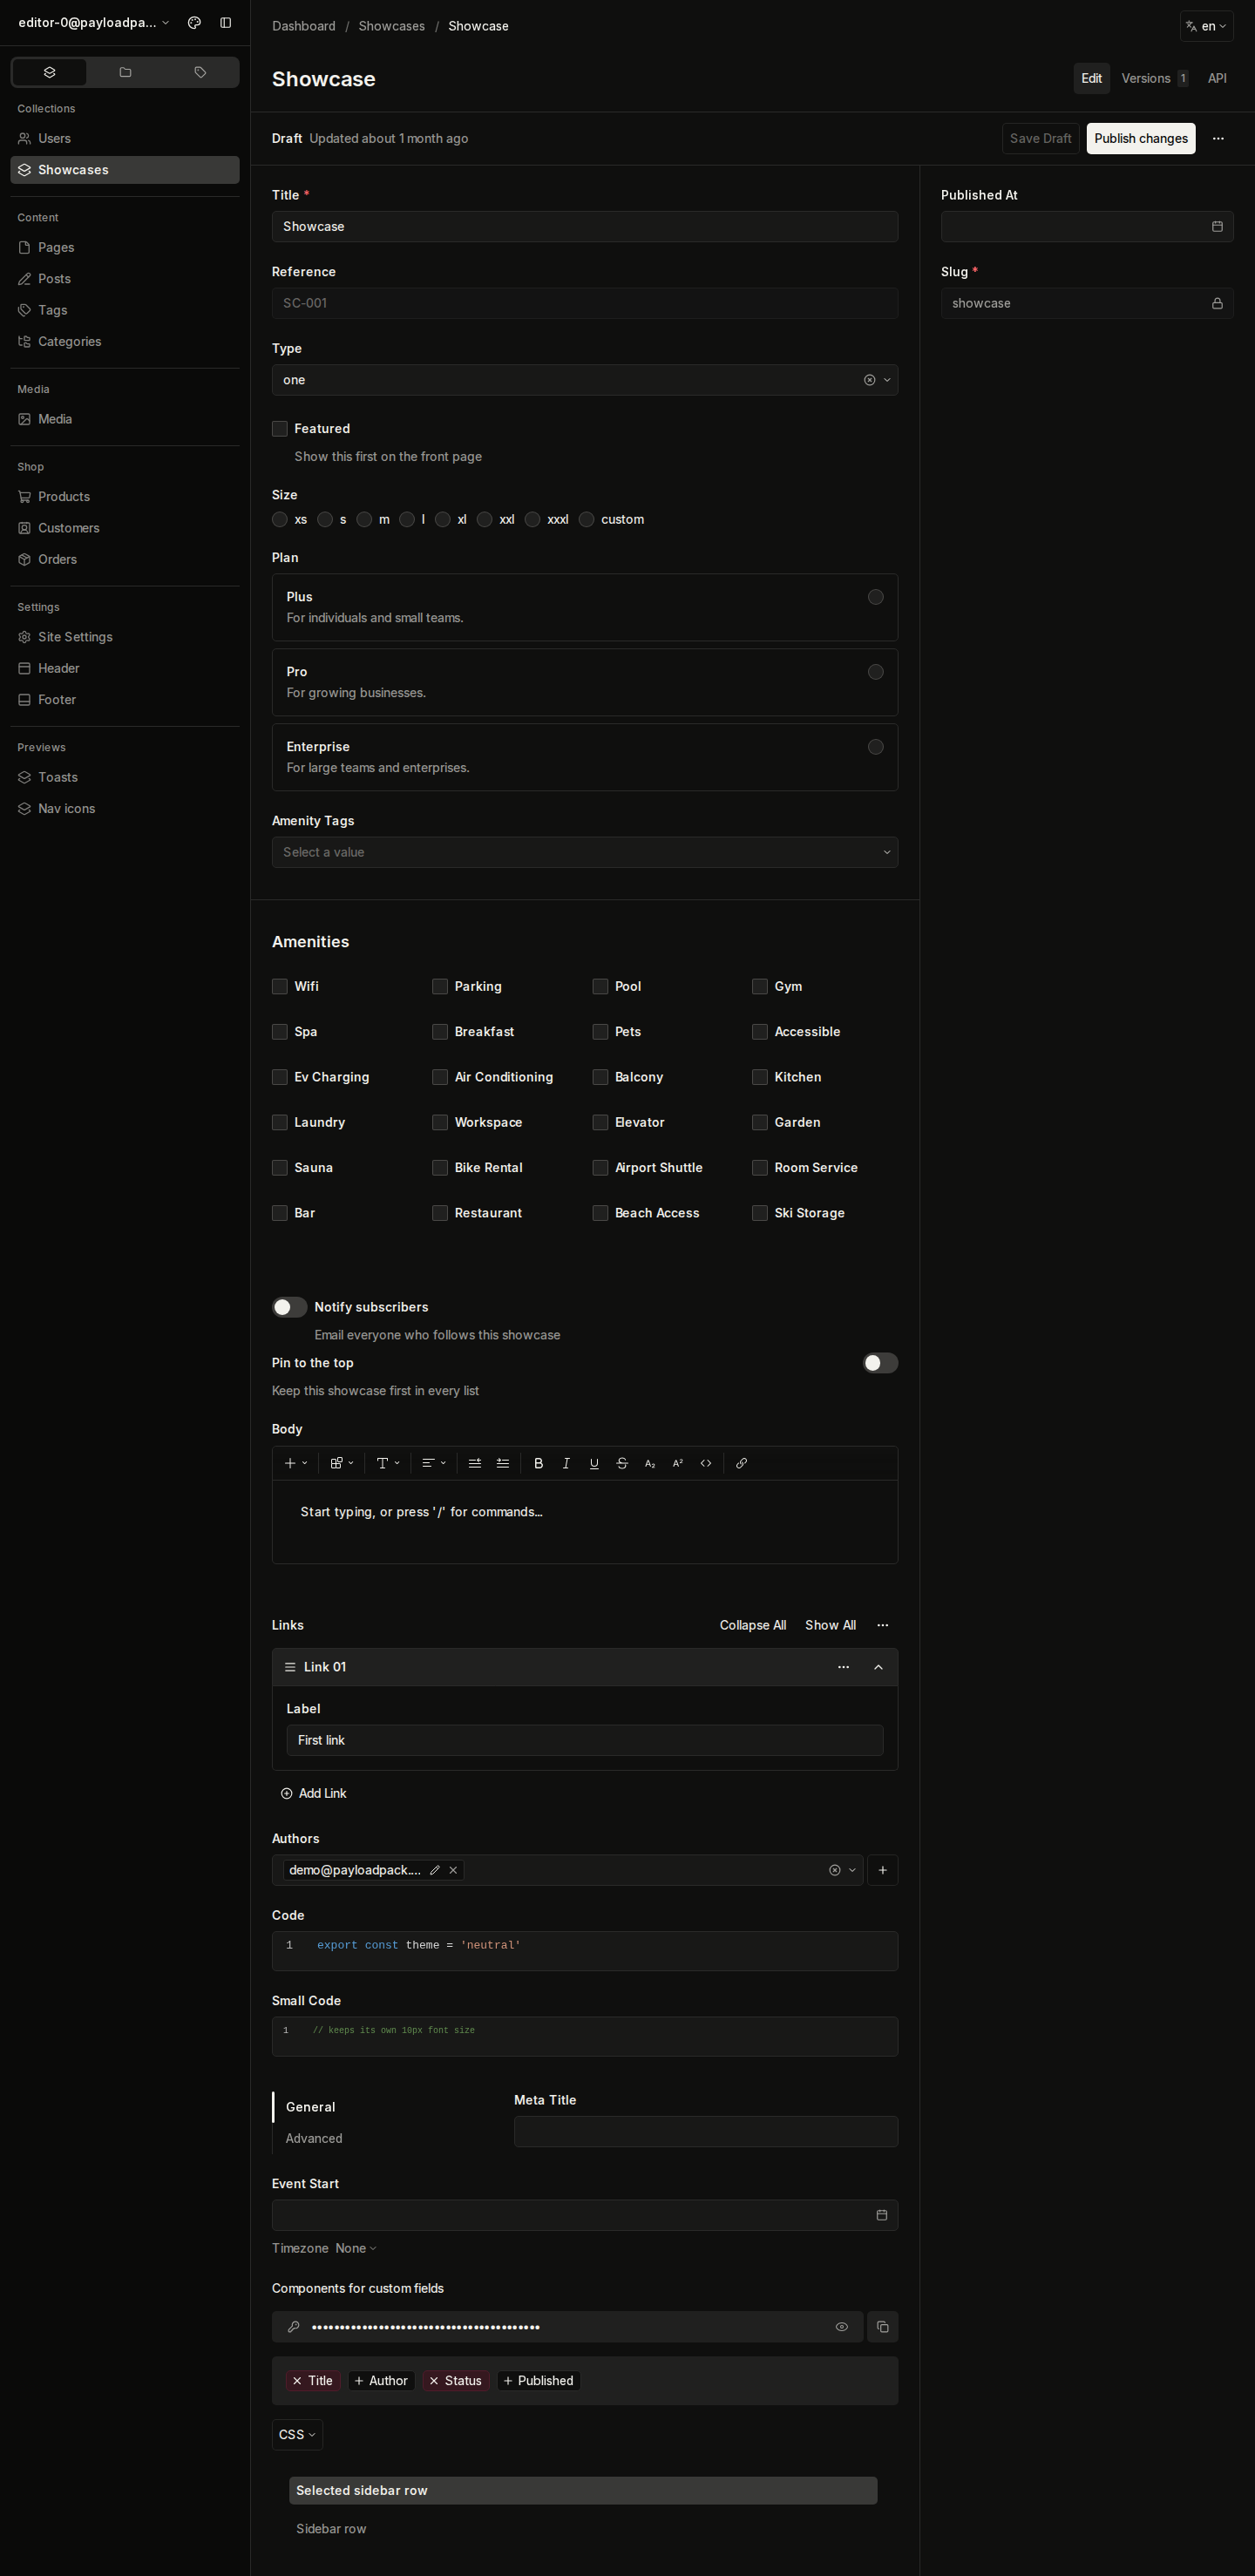 editor-0@payloadpa...
Dashboard / Showcases / Showcase
en
Showcase
Edit
Versions 1
API
Draft Updated about 1 month ago
Save Draft
Publish changes
Collections
Users
Showcases
Content
Pages
Posts
Tags
Categories
Media
Media
Shop
Products
Customers
Orders
Settings
Site Settings
Header
Footer
Previews
Toasts
Nav icons
Title *
Showcase
Reference
SC-001
Type
one
Featured
Show this first on the front page
Size
xs s m l xl xxl xxxl custom
Plan
Plus
For individuals and small teams.
Pro
For growing businesses.
Enterprise
For large teams and enterprises.
Amenity Tags
Select a value
Amenities
Wifi Parking Pool Gym
Spa Breakfast Pets Accessible
Ev Charging Air Conditioning Balcony Kitchen
Laundry Workspace Elevator Garden
Sauna Bike Rental Airport Shuttle Room Service
Bar Restaurant Beach Access Ski Storage
Notify subscribers
Email everyone who follows this showcase
Pin to the top
Keep this showcase first in every list
Body
Start typing, or press '/' for commands...
Links
Collapse All Show All
Link 01
Label
First link
Add Link
Authors
demo@payloadpack....
Code
1 export const theme = 'neutral'
Small Code
1 // keeps its own 10px font size
General
Advanced
Meta Title
Event Start
Timezone None
Components for custom fields
Title Author Status Published
CSS
Selected sidebar row
Sidebar row
Published At
Slug *
showcase